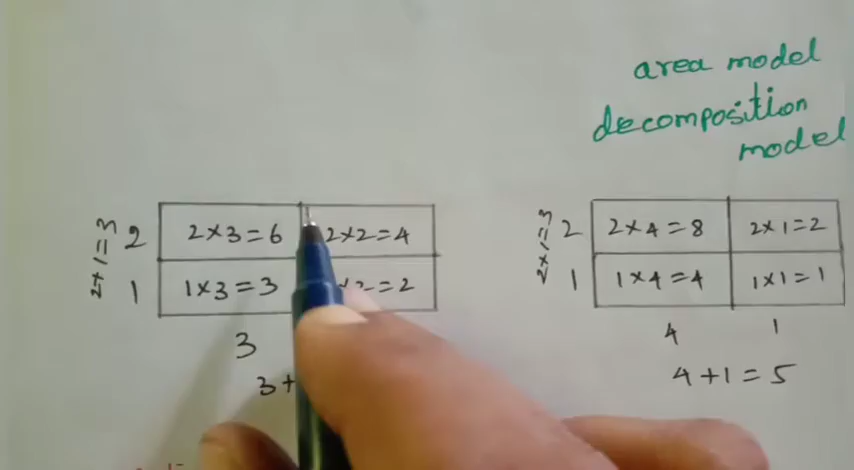 area model
decomposition
model
2 2×3=6 2×2=4
1 1×3=3 ×2=2
2+1=3
3
3+
2 2×4=8 2×1=2
1 1×4=4 1×1=1
2+1=3
4 1
4+1=5